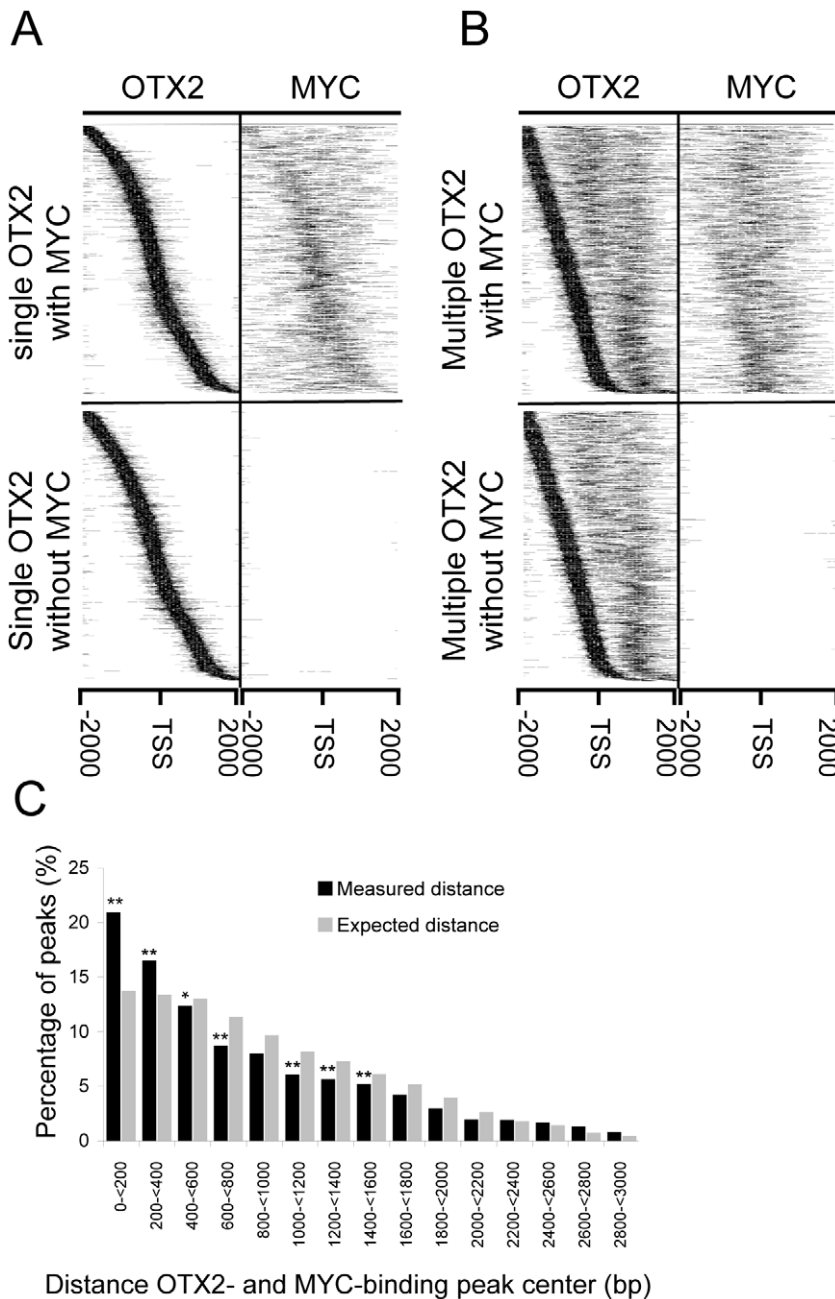 A
B
OTX2
MYC
OTX2
MYC
single OTX2
with MYC
Multiple OTX2
with MYC
Single OTX2
without MYC
Multiple OTX2
without MYC
-2000
TSS
2000
-2000
TSS
2000
-2000
TSS
2000
-2000
TSS
2000
C
Percentage of peaks (%)
25
20
15
10
5
0
Measured distance
Expected distance
**
**
*
**
**
**
**
0-<200
200-<400
400-<600
600-<800
800-<1000
1000-<1200
1200-<1400
1400-<1600
1600-<1800
1800-<2000
2000-<2200
2200-<2400
2400-<2600
2600-<2800
2800-<3000
Distance OTX2- and MYC-binding peak center (bp)